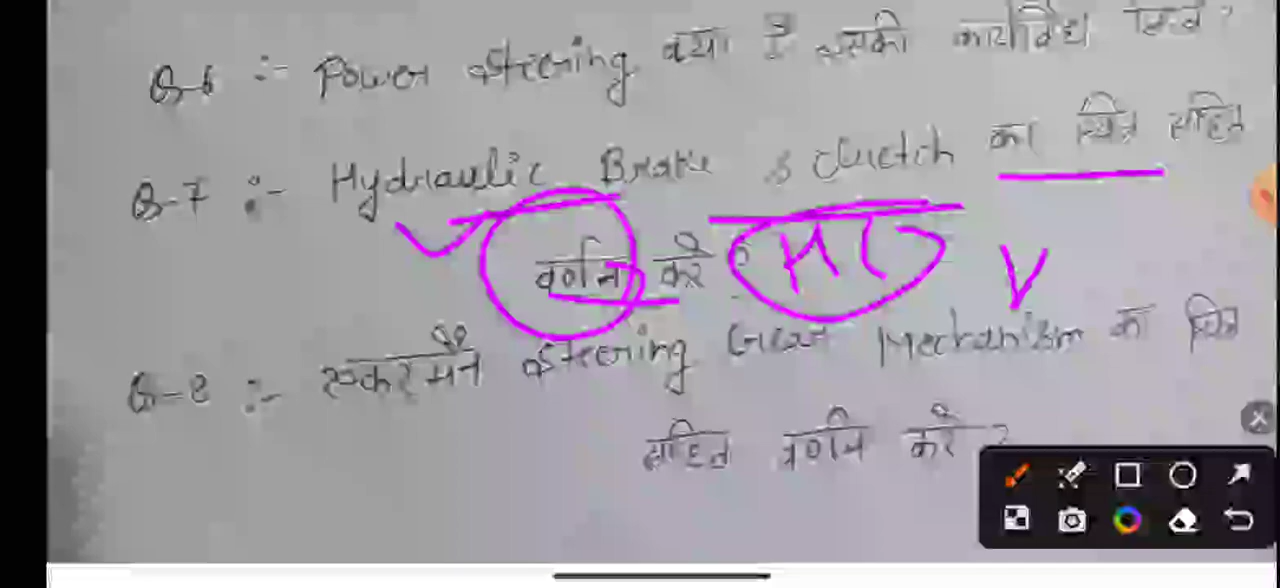 Q-6 :- Power steering क्या है इसकी कार्यविधि लिखे?
Q-7 :- Hydraulic Brake & clutch का चित्र सहित
वर्णन करे ?
HC V
Q-8 :- एकरमैन steering Gear Mechanism का चित्र
सहित वर्णन करे ?